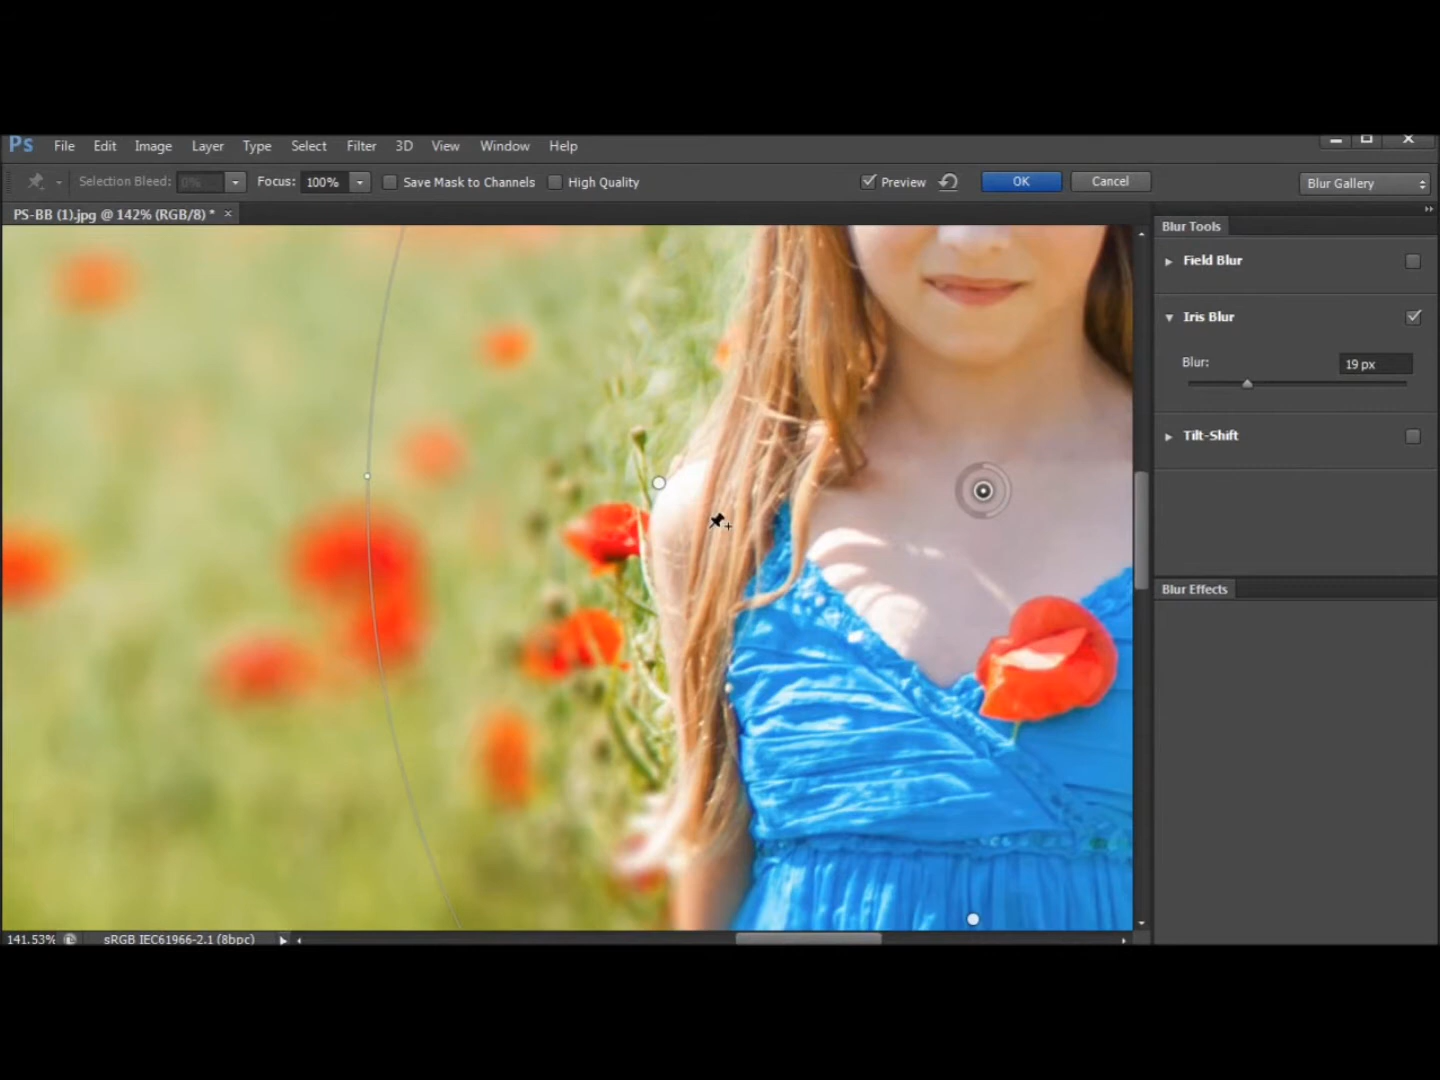 Ps File Edit Image Layer Type Select Filter 3D View Window Help
Selection Bleed: 0% Focus: 100% Save Mask to Channels High Quality Preview OK Cancel Blur Gallery
PS-BB (1).jpg @ 142% (RGB/8) * ×
Blur Tools
Field Blur
Iris Blur
Blur: 19 px
Tilt-Shift
Blur Effects
141.53% sRGB IEC61966-2.1 (8bpc)